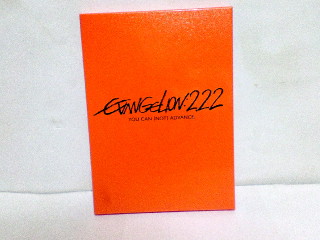 EVANGELION:2.22
YOU CAN (NOT) ADVANCE.